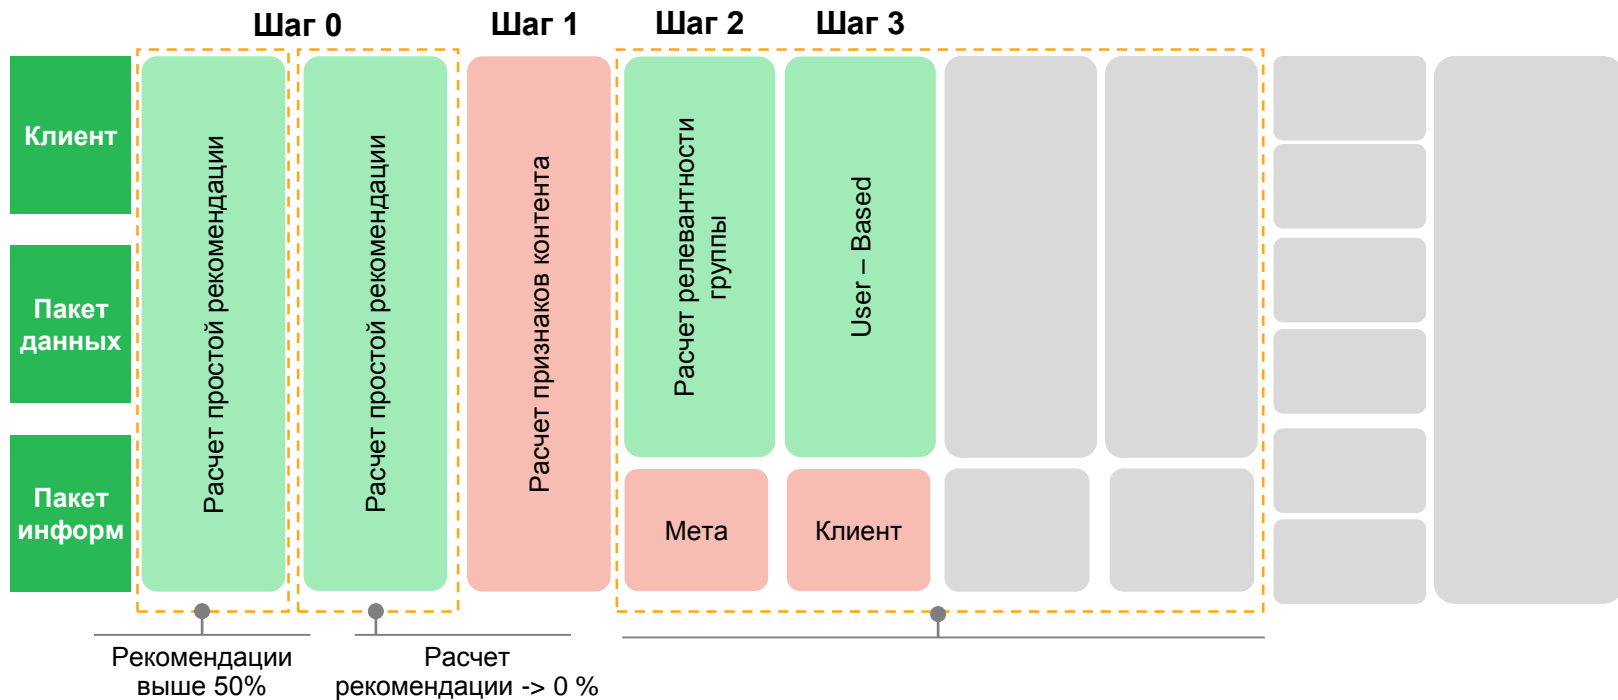 Шаг 0
Шаг 1
Шаг 2
Шаг 3
Клиент
Пакет
данных
Пакет
информ
Расчет простой рекомендации
Расчет простой рекомендации
Расчет признаков контента
Расчет релевантности
группы
User – Based
Мета
Клиент
Рекомендации
выше 50%
Расчет
рекомендации -> 0 %